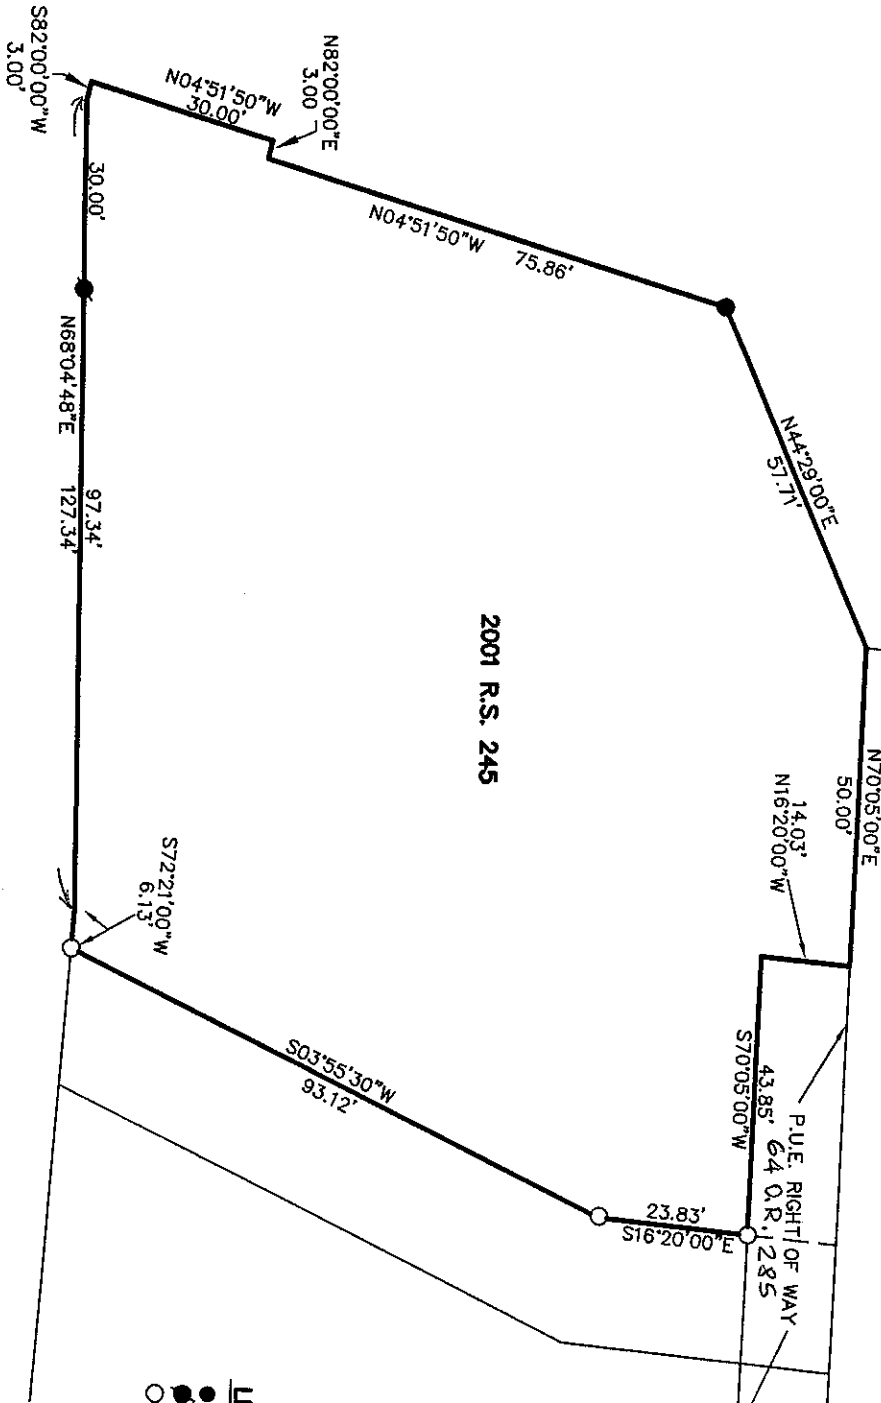 S82°00'00"W
3.00'
N04°51'50"W
30.00'
N82°00'00"E
3.00
N04°51'50"W 75.86'
N44°29'00"E
57.71'
N70°05'00"E
50.00'
14.03'
N16°20'00"W
43.85'
S70°05'00"W
P.U.E. RIGHT OF WAY
64 O.R. 285
23.83'
S16°20'00"E
S03°55'30"W
93.12'
S72°21'00"W
6.13'
2001 R.S. 245
30.00'
97.34'
N68°04'48"E 127.34'